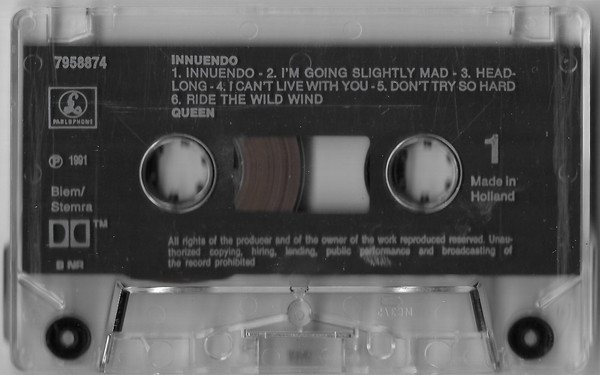 7958874
INNUENDO
1. INNUENDO - 2. I'M GOING SLIGHTLY MAD - 3. HEAD-
LONG - 4. I CAN'T LIVE WITH YOU - 5. DON'T TRY SO HARD
6. RIDE THE WILD WIND
QUEEN
PARLOPHONE
℗ 1991
1
Made in
Holland
Biem/
Stemra
TM
B NR
All rights of the producer and of the owner of the work reproduced reserved. Unau-
thorized copying, hiring, lending, public performance and broadcasting of
the record prohibited